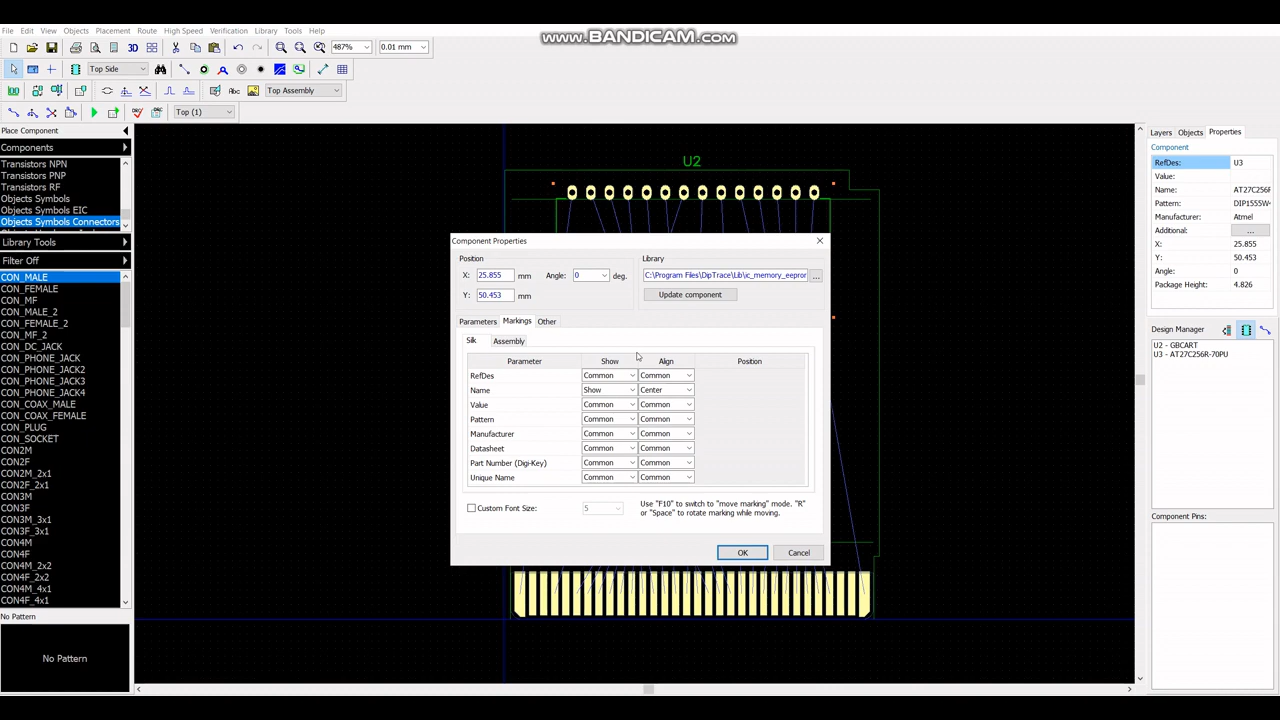 File Edit View Objects Placement Route High Speed Verification Library Tools Help
www.BANDICAM.com
3D 487% 0.01 mm
Top Side
Abc Top Assembly
DRC Top (1)
Place Component
Components
Transistors NPN
Transistors PNP
Transistors RF
Objects Symbols
Objects Symbols EIC
Objects Symbols Connectors
Library Tools
Filter Off
CON_MALE
CON_FEMALE
CON_MF
CON_MALE_2
CON_FEMALE_2
CON_MF_2
CON_DC_JACK
CON_PHONE_JACK
CON_PHONE_JACK2
CON_PHONE_JACK3
CON_PHONE_JACK4
CON_COAX_MALE
CON_COAX_FEMALE
CON_PLUG
CON_SOCKET
CON2M
CON2F
CON2M_2x1
CON2F_2x1
CON3M
CON3F
CON3M_3x1
CON3F_3x1
CON4M
CON4F
CON4M_2x2
CON4F_2x2
CON4M_4x1
CON4F_4x1
No Pattern
No Pattern
U2
Component Properties
Position
X: 25.855 mm Angle: 0 deg.
Y: 50.453 mm
Library
C:\Program Files\DipTrace\Lib\ic_memory_eepror ...
Update component
Parameters Markings Other
Silk Assembly
Parameter Show Align Position
RefDes Common Common
Name Show Center
Value Common Common
Pattern Common Common
Manufacturer Common Common
Datasheet Common Common
Part Number (Digi-Key) Common Common
Unique Name Common Common
Custom Font Size: 5
Use "F10" to switch to "move marking" mode. "R"
or "Space" to rotate marking while moving.
OK Cancel
Layers Objects Properties
Component
RefDes: U3
Value:
Name: AT27C256R
Pattern: DIP1555W
Manufacturer: Atmel
Additional: ...
X: 25.855
Y: 50.453
Angle: 0
Package Height: 4.826
Design Manager
U2 - GBCART
U3 - AT27C256R-70PU
Component Pins: